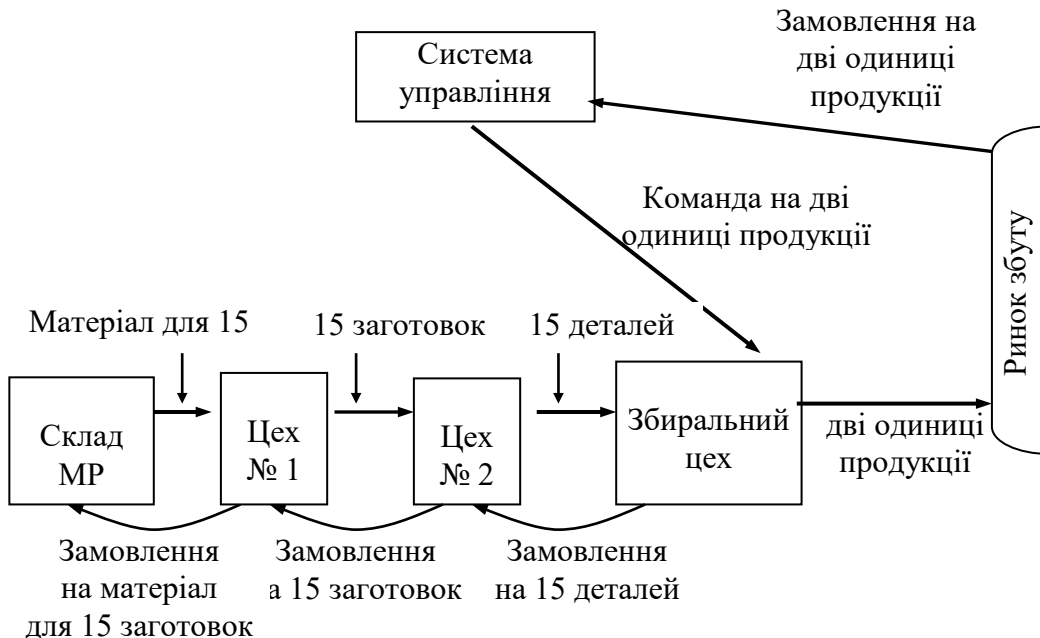 Замовлення на
дві одиниці
продукції
Система
управління
Команда на дві
одиниці продукції
Ринок збуту
Матеріал для 15
15 заготовок
15 деталей
Склад
МР
Цех
№ 1
Цех
№ 2
Збиральний
цех
дві одиниці
продукції
Замовлення
на матеріал
для 15 заготовок
Замовлення
а 15 заготовок
Замовлення
на 15 деталей